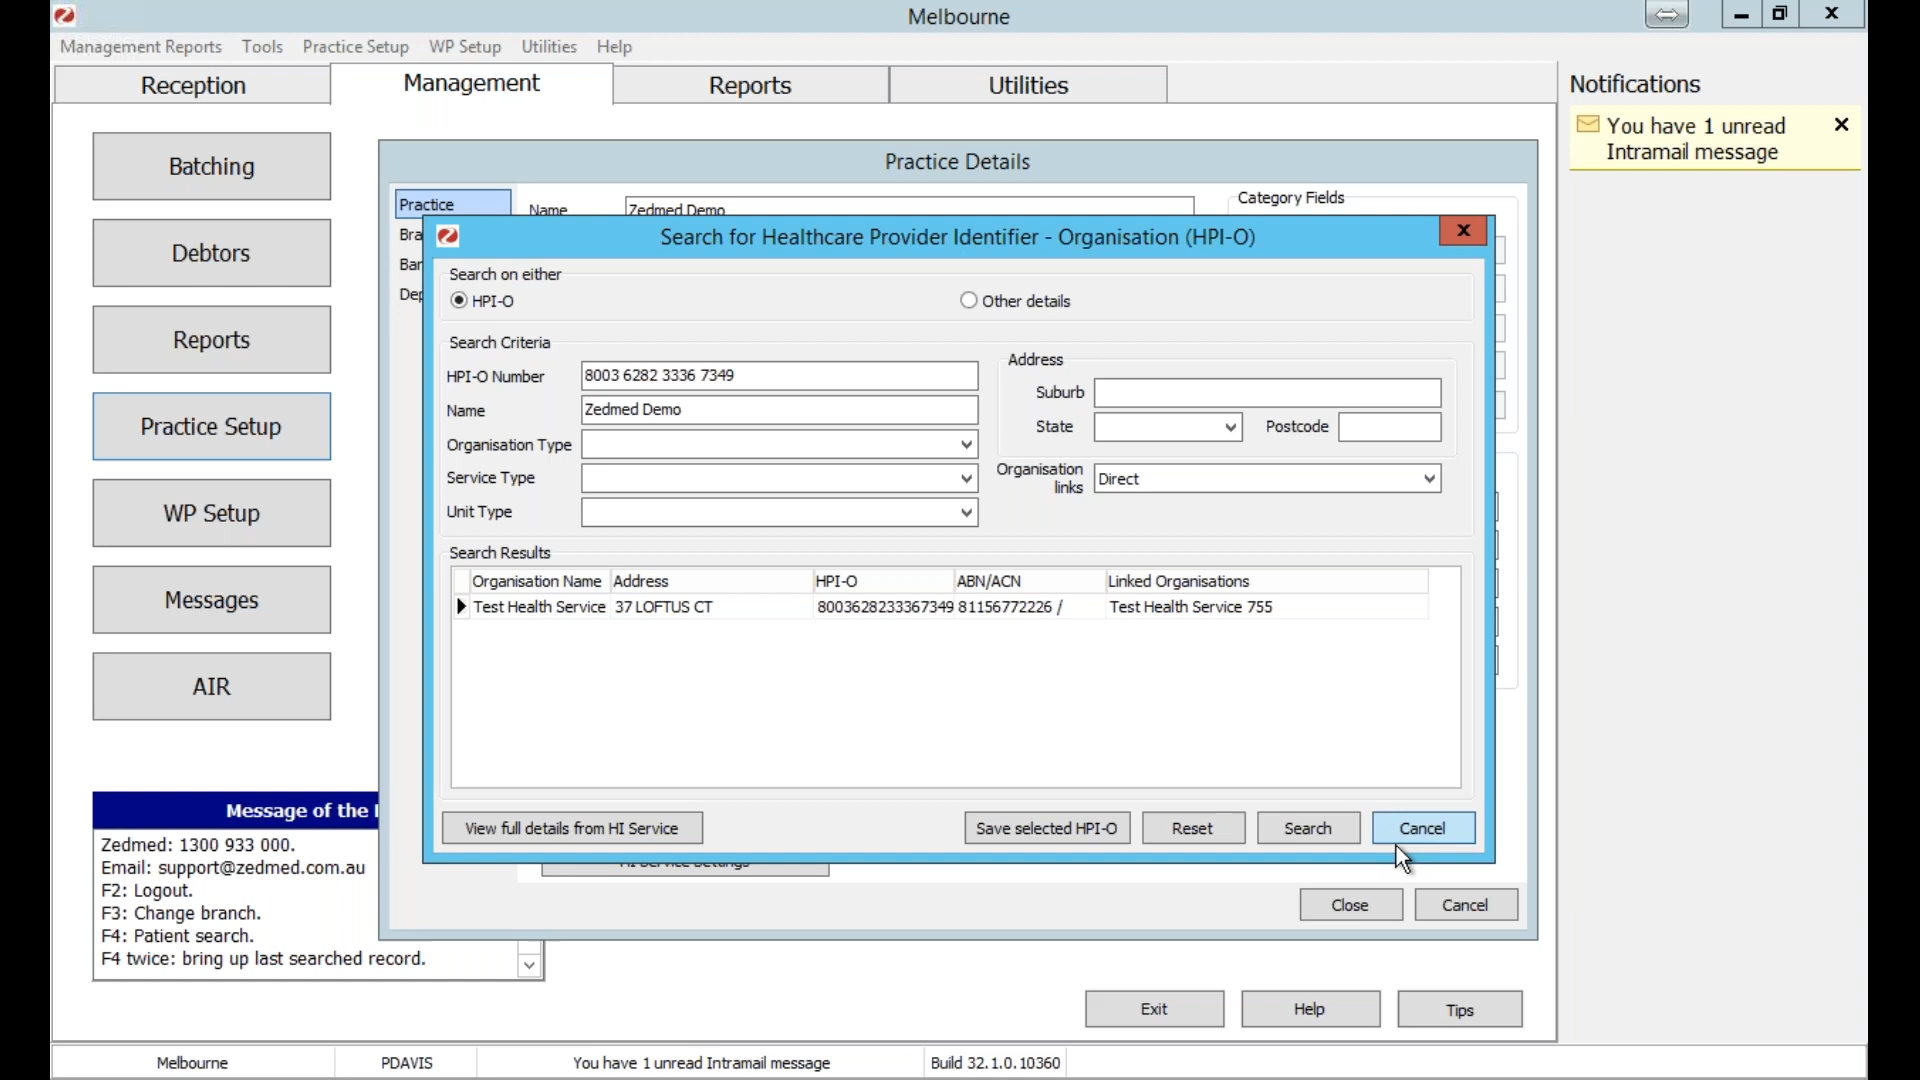 Melbourne
Management Reports Tools Practice Setup WP Setup Utilities Help
Reception Management Reports Utilities
Notifications
You have 1 unread
Intramail message
Batching
Debtors
Reports
Practice Setup
WP Setup
Messages
AIR
Practice Details
Practice
Name Zedmed Demo
Category Fields
Bra
Ban
Dep
Search for Healthcare Provider Identifier - Organisation (HPI-O)
Search on either
HPI-O Other details
Search Criteria
HPI-O Number 8003 6282 3336 7349
Name Zedmed Demo
Organisation Type
Service Type
Unit Type
Address
Suburb
State Postcode
Organisation
links Direct
Search Results
Organisation Name Address HPI-O ABN/ACN Linked Organisations
Test Health Service 37 LOFTUS CT 8003628233367349 81156772226 / Test Health Service 755
View full details from HI Service Save selected HPI-O Reset Search Cancel
HI Service Settings
Close Cancel
Message of the
Zedmed: 1300 933 000.
Email: support@zedmed.com.au
F2: Logout.
F3: Change branch.
F4: Patient search.
F4 twice: bring up last searched record.
Exit Help Tips
Melbourne PDAVIS You have 1 unread Intramail message Build 32.1.0.10360